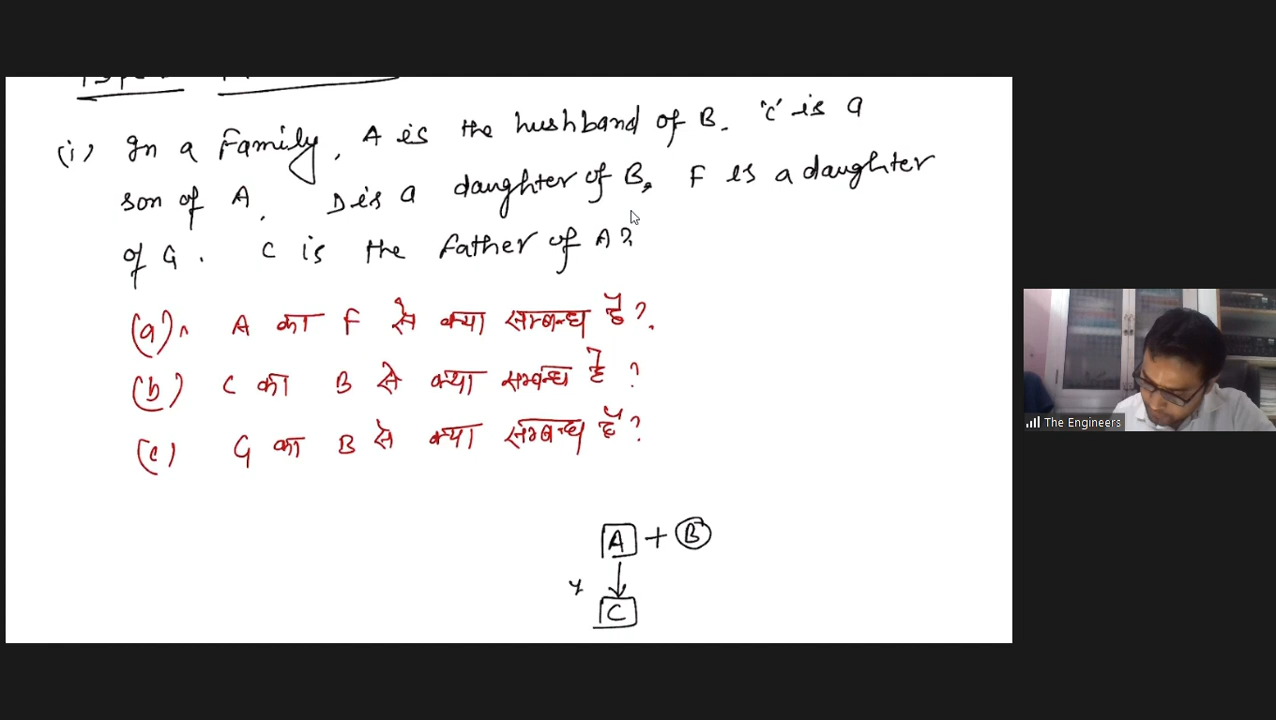 (i) In a Family, A is the hushband of B. 'C' is a
son of A. D is a daughter of B. F is a daughter
of G. C is the father of A?
(a). A का F से क्या सम्बन्ध है?.
(b) C का B से क्या सम्बन्ध है ?
(c) G का B से क्या सम्बन्ध है ?
A + B
C
The Engineers